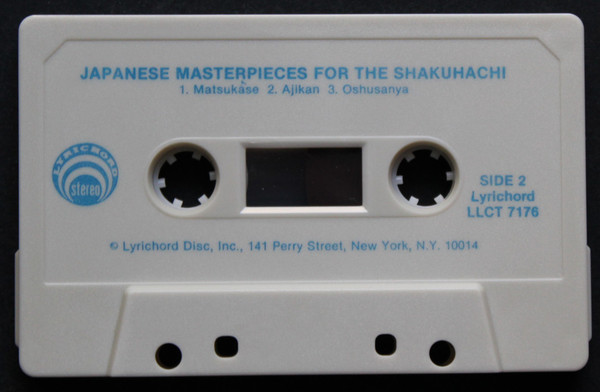 JAPANESE MASTERPIECES FOR THE SHAKUHACHI
1. Matsukase 2. Ajikan 3. Oshusanya
LYRICHORD
stereo
SIDE 2
Lyrichord
LLCT 7176
© Lyrichord Disc, Inc., 141 Perry Street, New York, N.Y. 10014